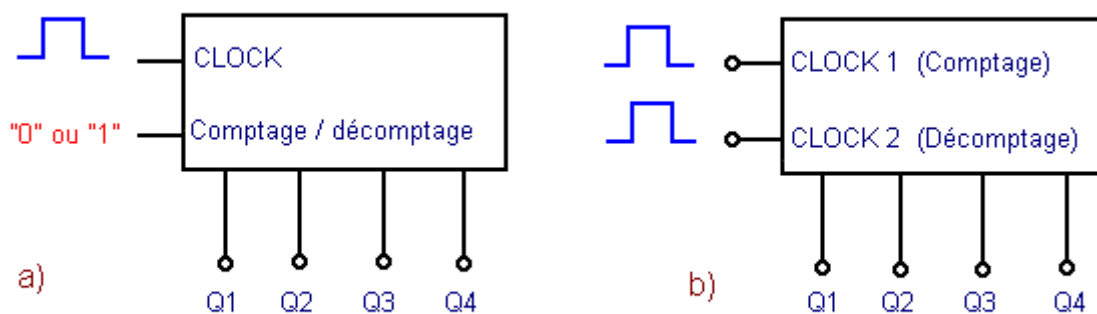 CLOCK
"0" ou "1" Comptage / décomptage
Q1 Q2 Q3 Q4
a)
CLOCK 1 (Comptage)
CLOCK 2 (Décomptage)
Q1 Q2 Q3 Q4
b)